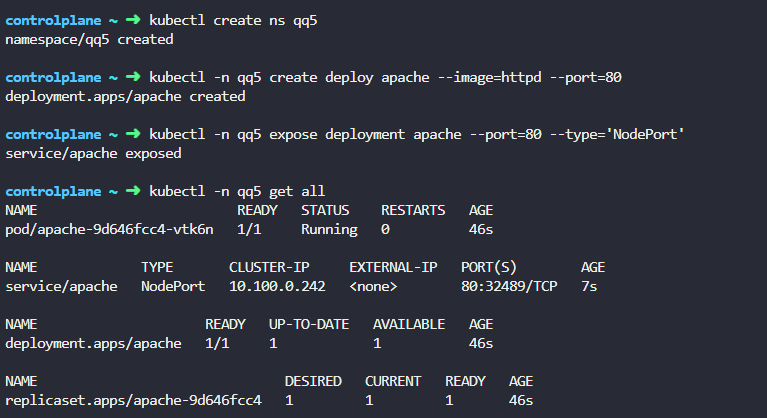 controlplane ~ ➜ kubectl create ns qq5
namespace/qq5 created
controlplane ~ ➜ kubectl -n qq5 create deploy apache --image=httpd --port=80
deployment.apps/apache created
controlplane ~ ➜ kubectl -n qq5 expose deployment apache --port=80 --type='NodePort'
service/apache exposed
controlplane ~ ➜ kubectl -n qq5 get all
NAME READY STATUS RESTARTS AGE
pod/apache-9d646fcc4-vtk6n 1/1 Running 0 46s
NAME TYPE CLUSTER-IP EXTERNAL-IP PORT(S) AGE
service/apache NodePort 10.100.0.242 <none> 80:32489/TCP 7s
NAME READY UP-TO-DATE AVAILABLE AGE
deployment.apps/apache 1/1 1 1 46s
NAME DESIRED CURRENT READY AGE
replicaset.apps/apache-9d646fcc4 1 1 1 46s